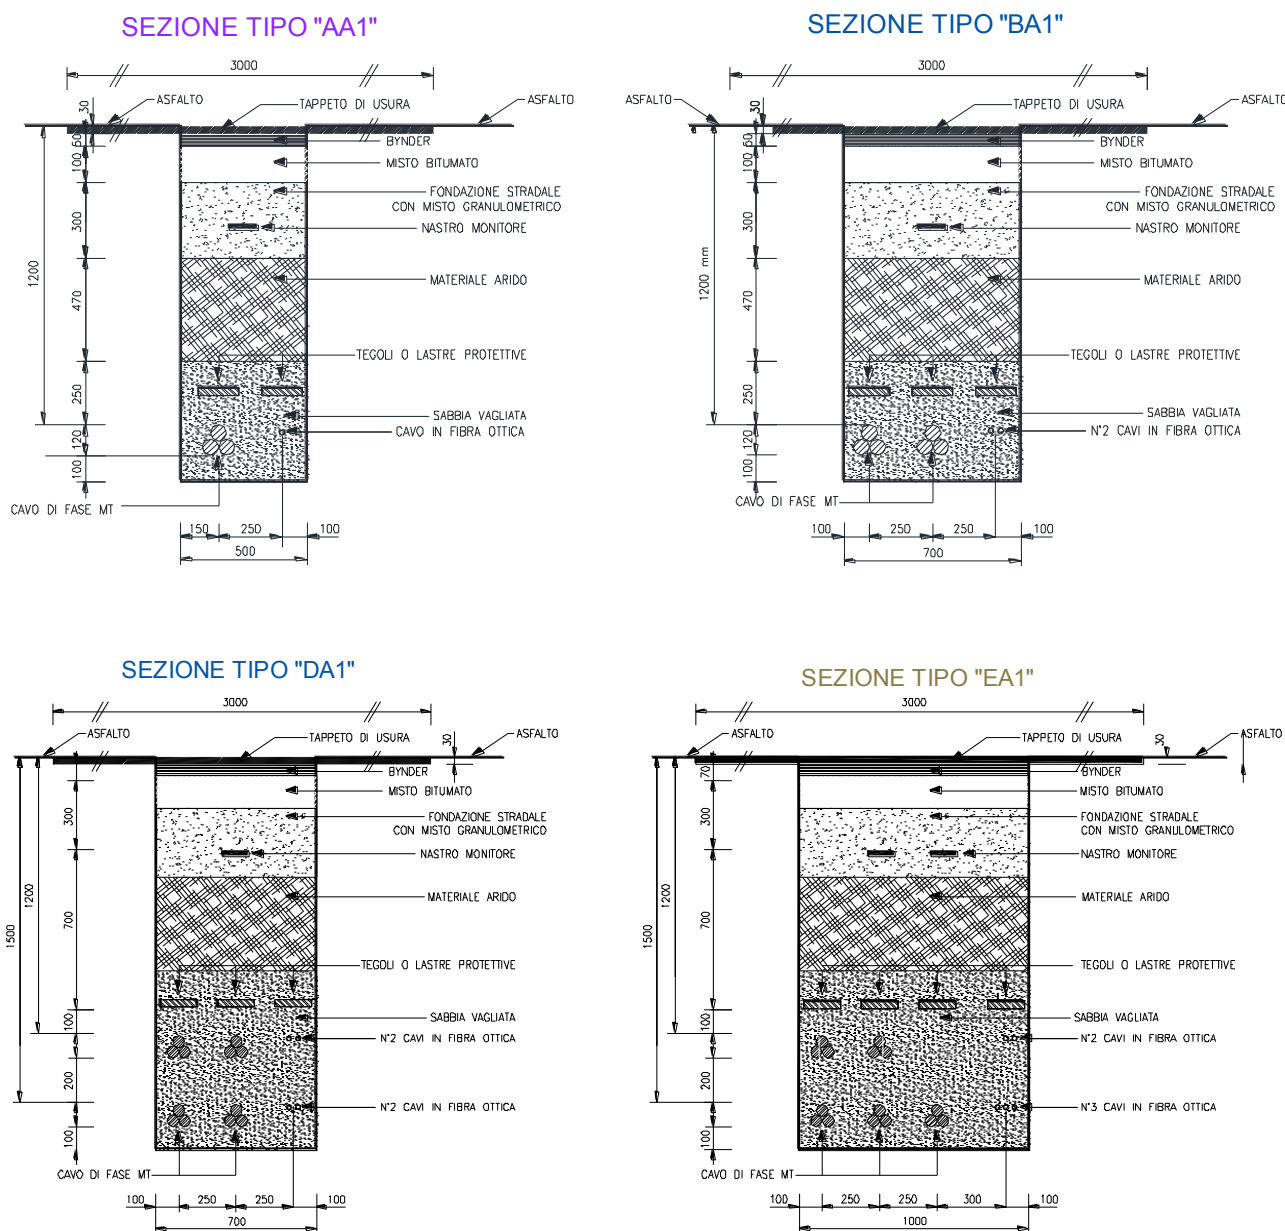 SEZIONE TIPO "AA1"
3000
30
ASFALTO
TAPPETO DI USURA
ASFALTO
60
BYNDER
100
MISTO BITUMATO
300
FONDAZIONE STRADALE
CON MISTO GRANULOMETRICO
NASTRO MONITORE
1200
470
MATERIALE ARIDO
TEGOLI O LASTRE PROTETTIVE
250
SABBIA VAGLIATA
120
CAVO IN FIBRA OTTICA
100
CAVO DI FASE MT
150
250
100
500
SEZIONE TIPO "BA1"
3000
ASFALTO
30
TAPPETO DI USURA
ASFALTO
60
BYNDER
100
MISTO BITUMATO
300
FONDAZIONE STRADALE
CON MISTO GRANULOMETRICO
NASTRO MONITORE
1200 mm
470
MATERIALE ARIDO
TEGOLI O LASTRE PROTETTIVE
250
SABBIA VAGLIATA
120
N°2 CAVI IN FIBRA OTTICA
100
CAVO DI FASE MT
100
250
250
100
700
SEZIONE TIPO "DA1"
3000
ASFALTO
TAPPETO DI USURA
30
ASFALTO
BYNDER
MISTO BITUMATO
300
FONDAZIONE STRADALE
CON MISTO GRANULOMETRICO
NASTRO MONITORE
1200
1500
700
MATERIALE ARIDO
TEGOLI O LASTRE PROTETTIVE
100
SABBIA VAGLIATA
N°2 CAVI IN FIBRA OTTICA
200
N°2 CAVI IN FIBRA OTTICA
100
CAVO DI FASE MT
100
250
250
100
700
SEZIONE TIPO "EA1"
3000
ASFALTO
TAPPETO DI USURA
30
ASFALTO
70
BYNDER
MISTO BITUMATO
300
FONDAZIONE STRADALE
CON MISTO GRANULOMETRICO
NASTRO MONITORE
1200
1500
700
MATERIALE ARIDO
TEGOLI O LASTRE PROTETTIVE
100
SABBIA VAGLIATA
N°2 CAVI IN FIBRA OTTICA
200
N°3 CAVI IN FIBRA OTTICA
100
CAVO DI FASE MT
100
250
250
300
100
1000